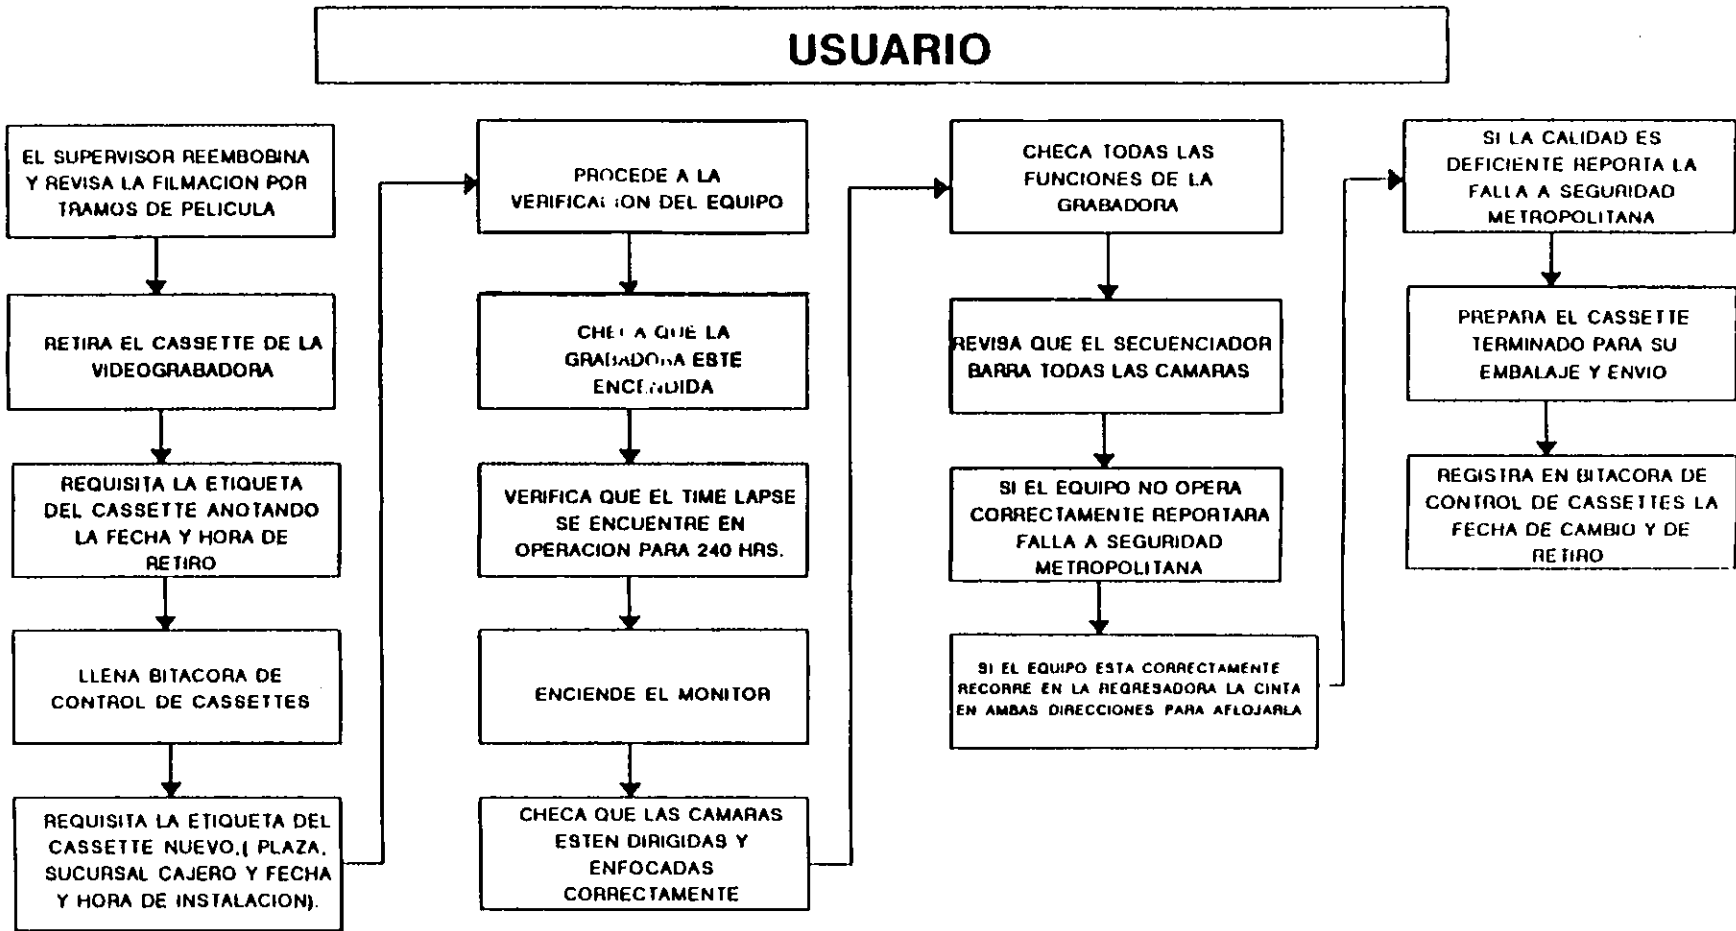 USUARIO
EL SUPERVISOR REEMBOBINA
Y REVISA LA FILMACION POR
TRAMOS DE PELICULA
RETIRA EL CASSETTE DE LA
VIDEOGRABADORA
REQUISITA LA ETIQUETA
DEL CASSETTE ANOTANDO
LA FECHA Y HORA DE
RETIRO
LLENA BITACORA DE
CONTROL DE CASSETTES
REQUISITA LA ETIQUETA DEL
CASSETTE NUEVO,( PLAZA,
SUCURSAL CAJERO Y FECHA
Y HORA DE INSTALACION).
PROCEDE A LA
VERIFICACION DEL EQUIPO
CHECA QUE LA
GRABADORA ESTE
ENCENDIDA
VERIFICA QUE EL TIME LAPSE
SE ENCUENTRE EN
OPERACION PARA 240 HRS.
ENCIENDE EL MONITOR
CHECA QUE LAS CAMARAS
ESTEN DIRIGIDAS Y
ENFOCADAS
CORRECTAMENTE
CHECA TODAS LAS
FUNCIONES DE LA
GRABADORA
REVISA QUE EL SECUENCIADOR
BARRA TODAS LAS CAMARAS
SI EL EQUIPO NO OPERA
CORRECTAMENTE REPORTARA
FALLA A SEGURIDAD
METROPOLITANA
SI EL EQUIPO ESTA CORRECTAMENTE
RECORRE EN LA REGRESADORA LA CINTA
EN AMBAS DIRECCIONES PARA AFLOJARLA
SI LA CALIDAD ES
DEFICIENTE REPORTA LA
FALLA A SEGURIDAD
METROPOLITANA
PREPARA EL CASSETTE
TERMINADO PARA SU
EMBALAJE Y ENVIO
REGISTRA EN BITACORA DE
CONTROL DE CASSETTES LA
FECHA DE CAMBIO Y DE
RETIRO